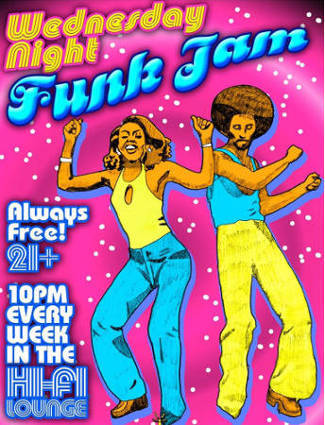 Wednesday
Night
Funk Jam
Always
Free!
21+
10PM
EVERY
WEEK
IN THE
HI-FI
LOUNGE